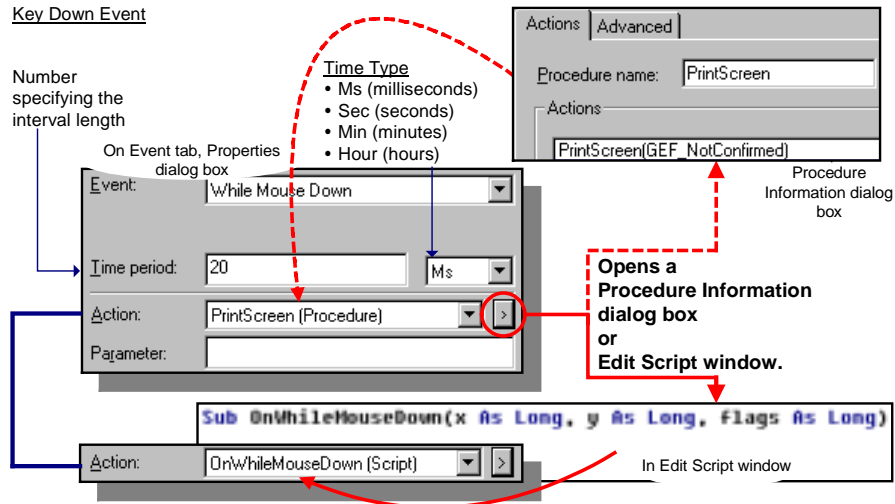 Key Down Event
Number
specifying the
interval length
Time Type
• Ms (milliseconds)
• Sec (seconds)
• Min (minutes)
• Hour (hours)
Actions
Advanced
Procedure name:
PrintScreen
Actions
PrintScreen(GEF_NotConfirmed)
Procedure
Information dialog
box
On Event tab, Properties
dialog box
Event:
While Mouse Down
Time period:
20
Ms
Action:
PrintScreen (Procedure)
>
Parameter:
Opens a
Procedure Information
dialog box
or
Edit Script window.
Sub OnWhileMouseDown(x As Long, y As Long, flags As Long)
Action:
OnWhileMouseDown (Script)
>
In Edit Script window